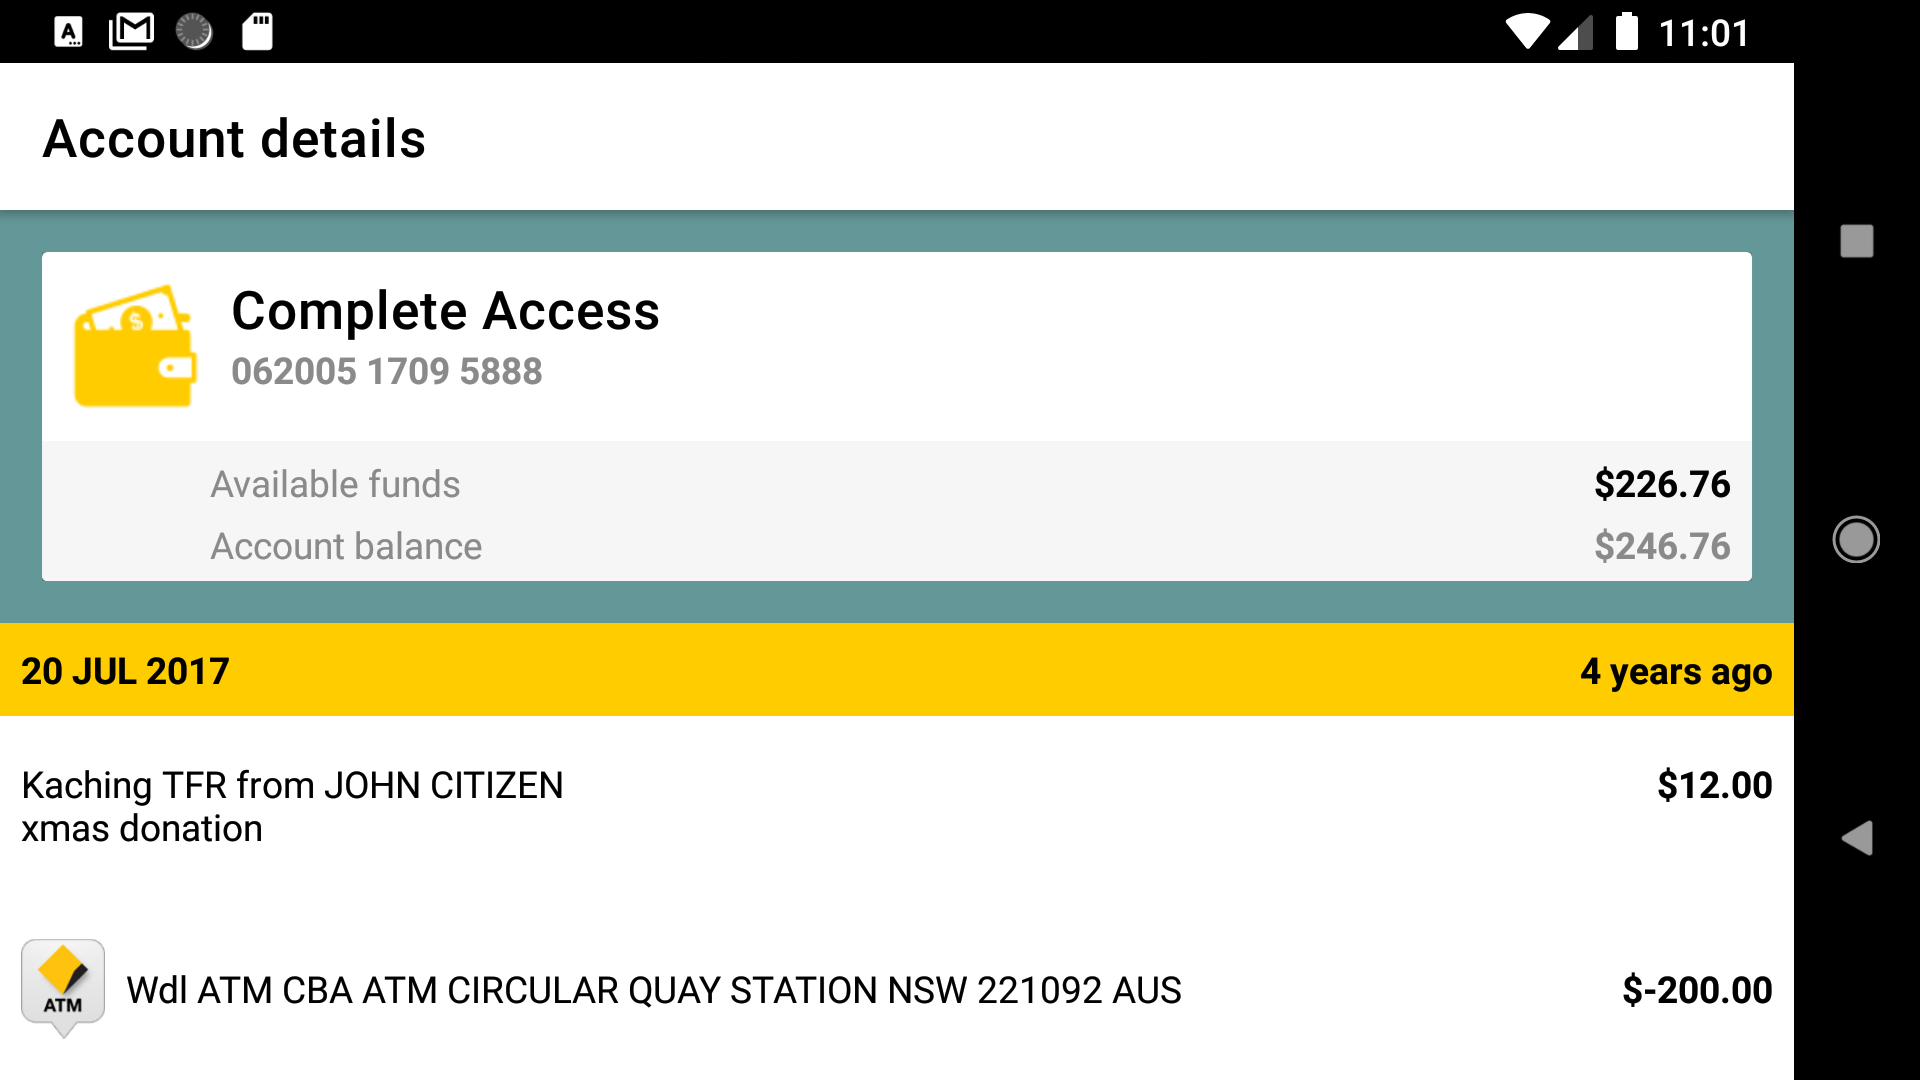 11:01
Account details
Complete Access
062005 1709 5888
Available funds $226.76
Account balance $246.76
20 JUL 2017 4 years ago
Kaching TFR from JOHN CITIZEN $12.00
xmas donation
ATM Wdl ATM CBA ATM CIRCULAR QUAY STATION NSW 221092 AUS $-200.00